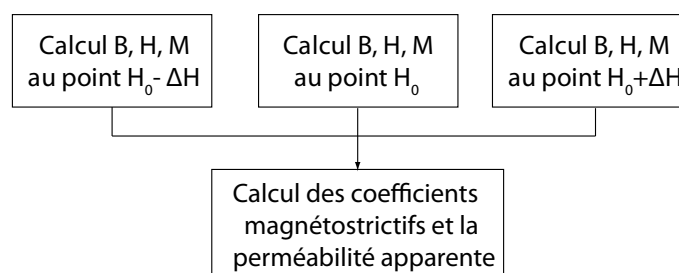 Calcul B, H, M
au point H₀- ΔH
Calcul B, H, M
au point H₀
Calcul B, H, M
au point H₀+ΔH
Calcul des coefficients
magnétostrictifs et la
perméabilité apparente